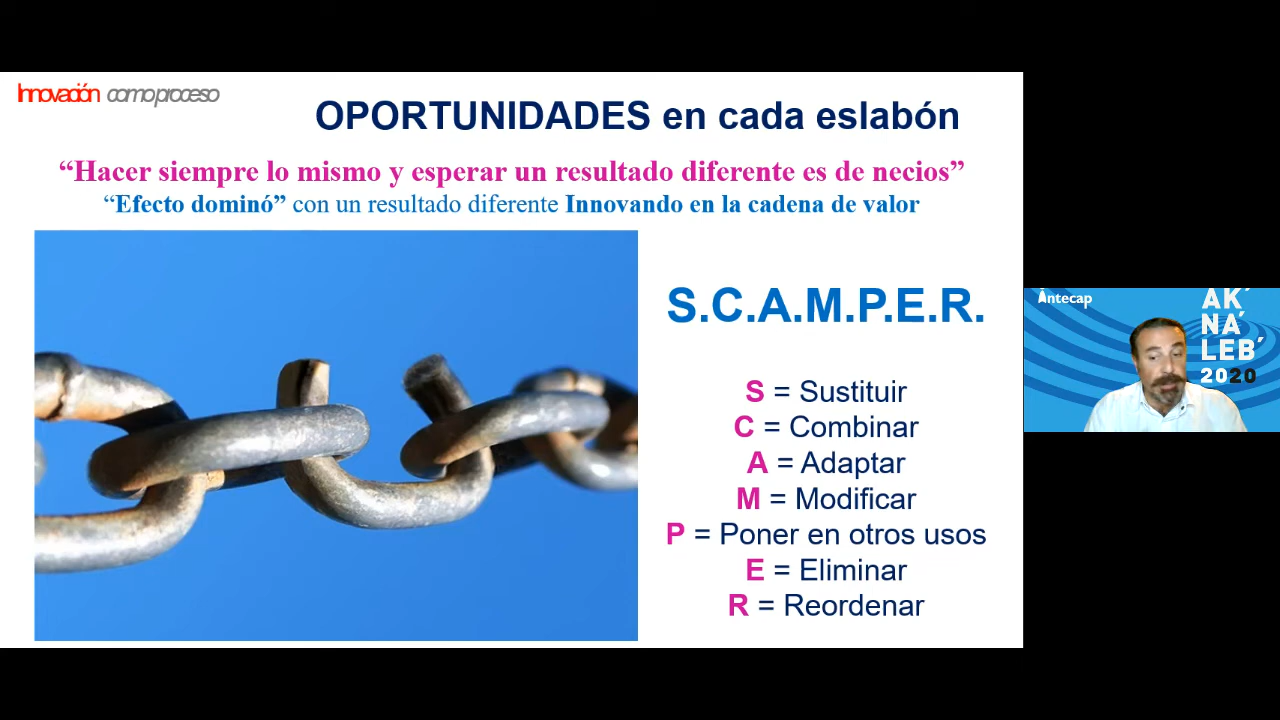 Innovación como proceso
OPORTUNIDADES en cada eslabón
“Hacer siempre lo mismo y esperar un resultado diferente es de necios”
“Efecto dominó” con un resultado diferente Innovando en la cadena de valor
S.C.A.M.P.E.R.
S = Sustituir
C = Combinar
A = Adaptar
M = Modificar
P = Poner en otros usos
E = Eliminar
R = Reordenar
Antecap
AK´
NA´
LEB´
2020